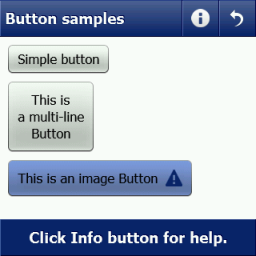 Button samples
Simple button
This is
a multi-line
Button
This is an image Button
Click Info button for help.